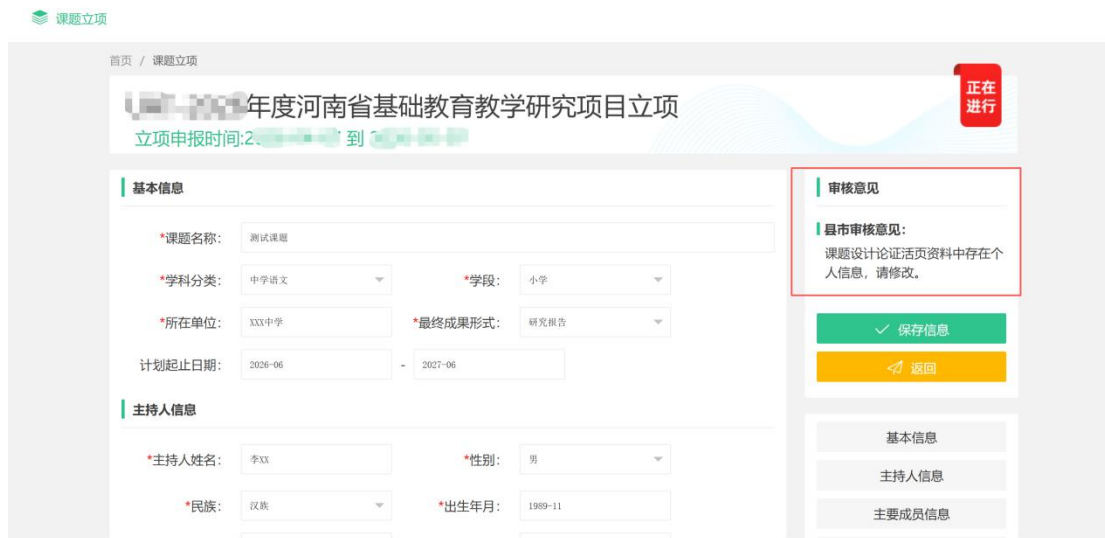 课题立项
首页 / 课题立项
年度河南省基础教育教学研究项目立项
立项申报时间:2 到
正在
进行
基本信息
*课题名称: 测试课题
*学科分类: 中学语文 *学段: 小学
*所在单位: XXX中学 *最终成果形式: 研究报告
计划起止日期: 2026-06 - 2027-06
主持人信息
*主持人姓名: 李XX *性别: 男
*民族: 汉族 *出生年月: 1989-11
审核意见
县市审核意见:
课题设计论证活页资料中存在个
人信息，请修改。
保存信息
返回
基本信息
主持人信息
主要成员信息